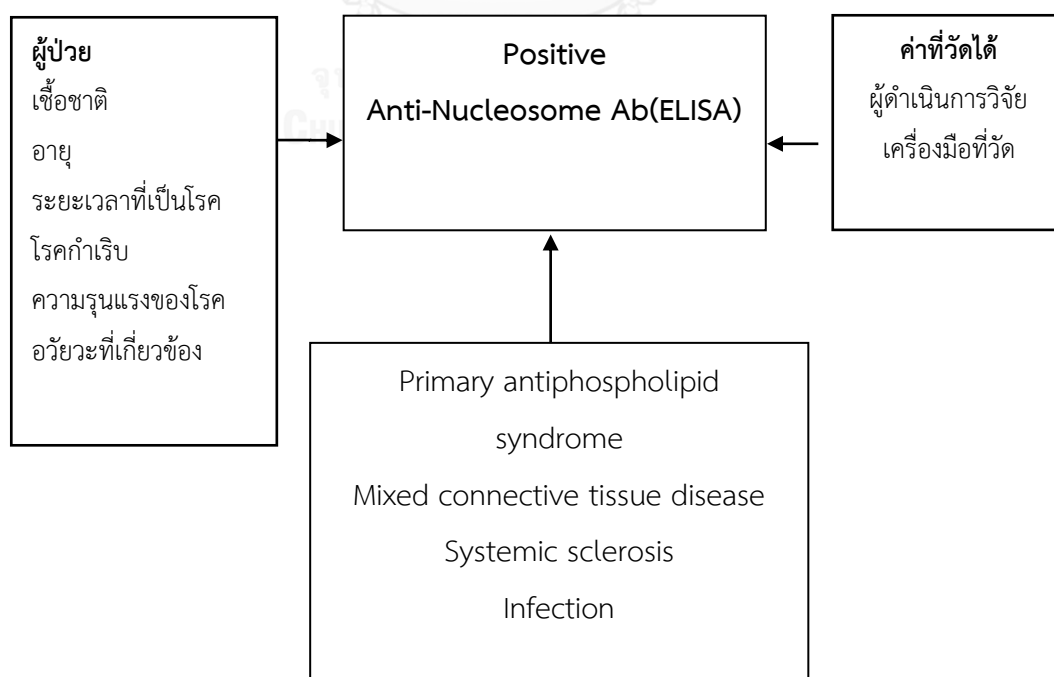 ผู้ป่วย
เชื้อชาติ
อายุ
ระยะเวลาที่เป็นโรค
โรคกำเริบ
ความรุนแรงของโรค
อวัยวะที่เกี่ยวข้อง
Positive
Anti-Nucleosome Ab(ELISA)
ค่าที่วัดได้
ผู้ดำเนินการวิจัย
เครื่องมือที่วัด
Primary antiphospholipid
syndrome
Mixed connective tissue disease
Systemic sclerosis
Infection